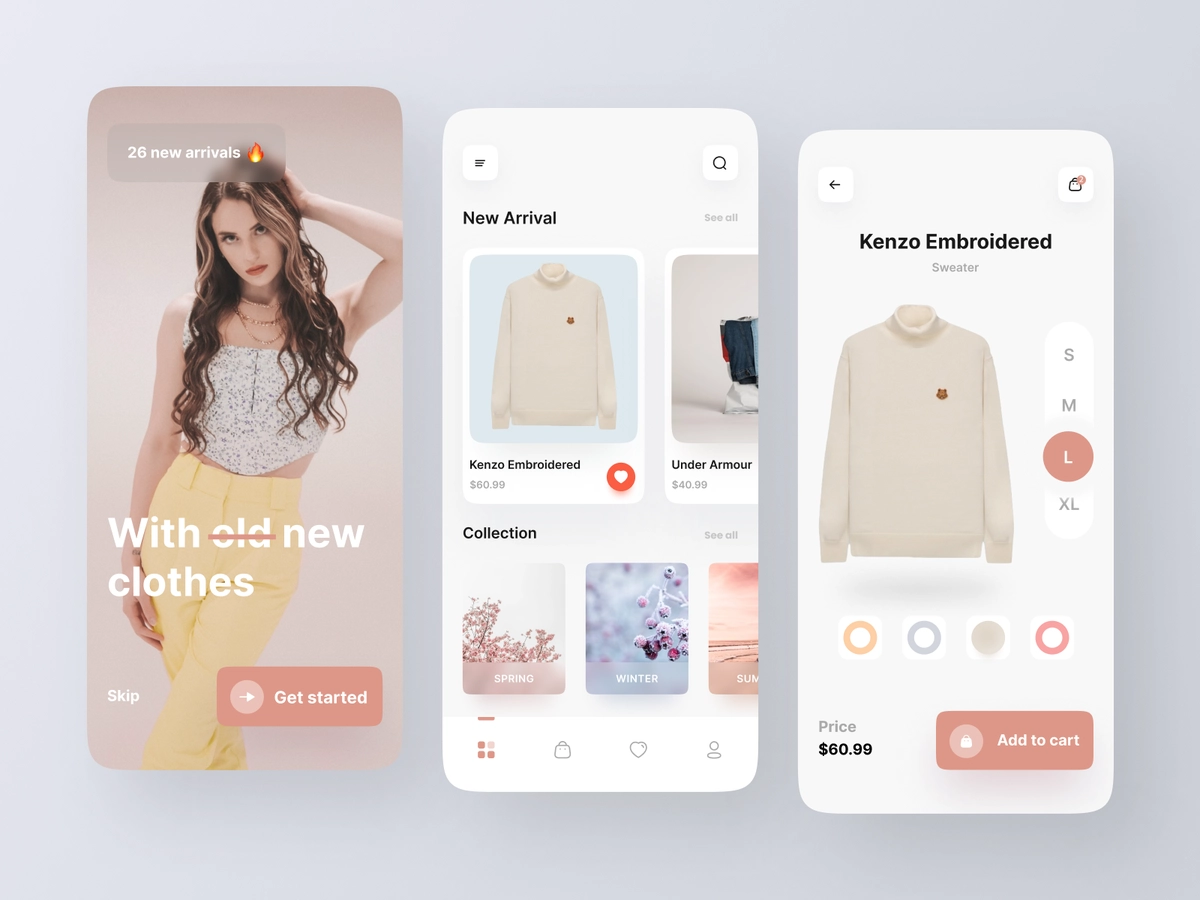 26 new arrivals 🔥
With old new
clothes
Skip
Get started
New Arrival
See all
Kenzo Embroidered
$60.99
Under Armour
$40.99
Collection
See all
SPRING
WINTER
SUM
2
Kenzo Embroidered
Sweater
S
M
L
XL
Price
$60.99
Add to cart